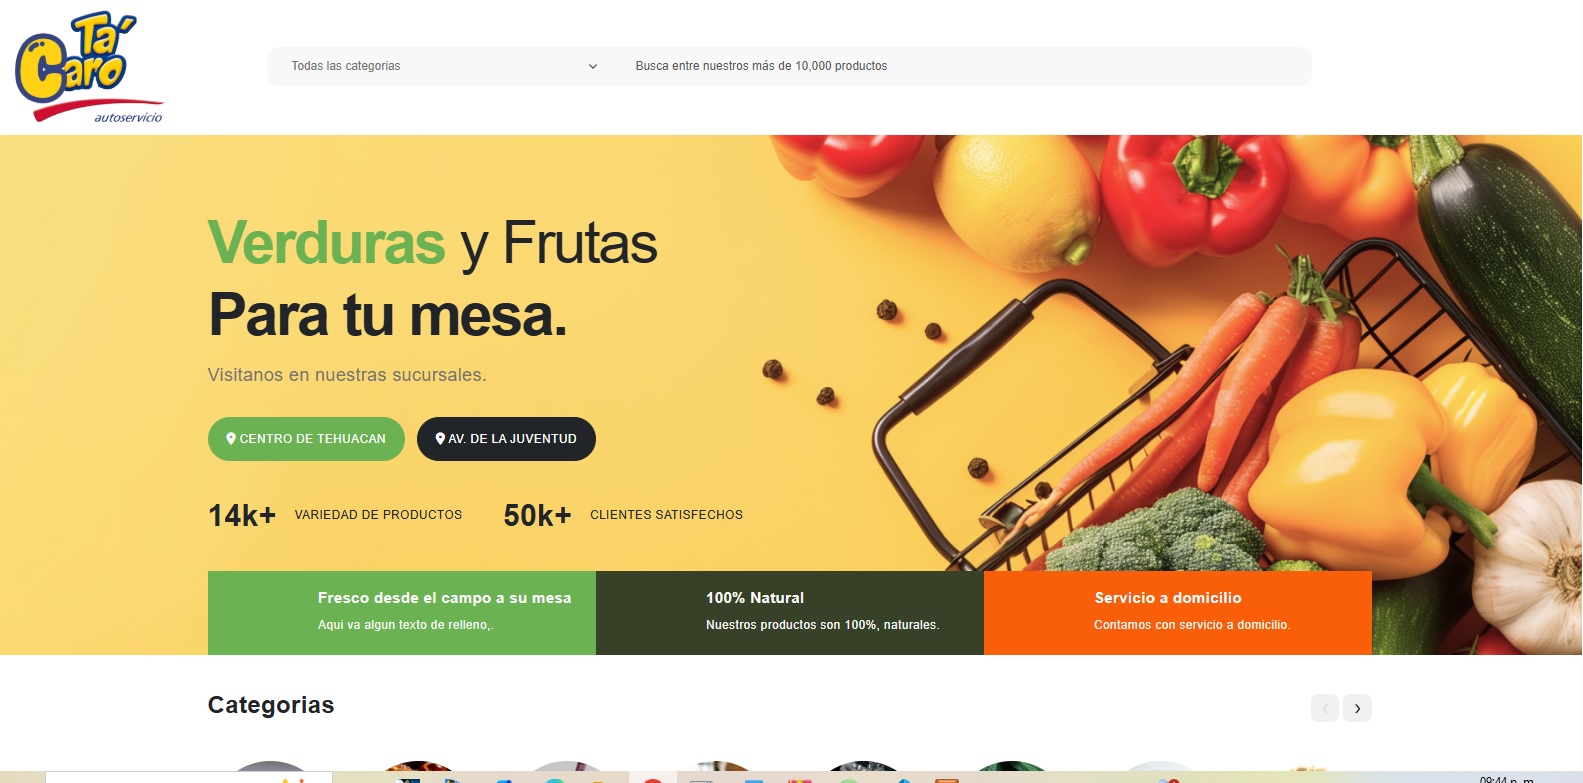 Ta'
Caro
autoservicio
Todas las categorias
Busca entre nuestros más de 10,000 productos
Verduras y Frutas
Para tu mesa.
Visitanos en nuestras sucursales.
CENTRO DE TEHUACAN
AV. DE LA JUVENTUD
14k+ VARIEDAD DE PRODUCTOS
50k+ CLIENTES SATISFECHOS
Fresco desde el campo a su mesa
Aqui va algun texto de relleno,.
100% Natural
Nuestros productos son 100%, naturales.
Servicio a domicilio
Contamos con servicio a domicilio.
Categorias